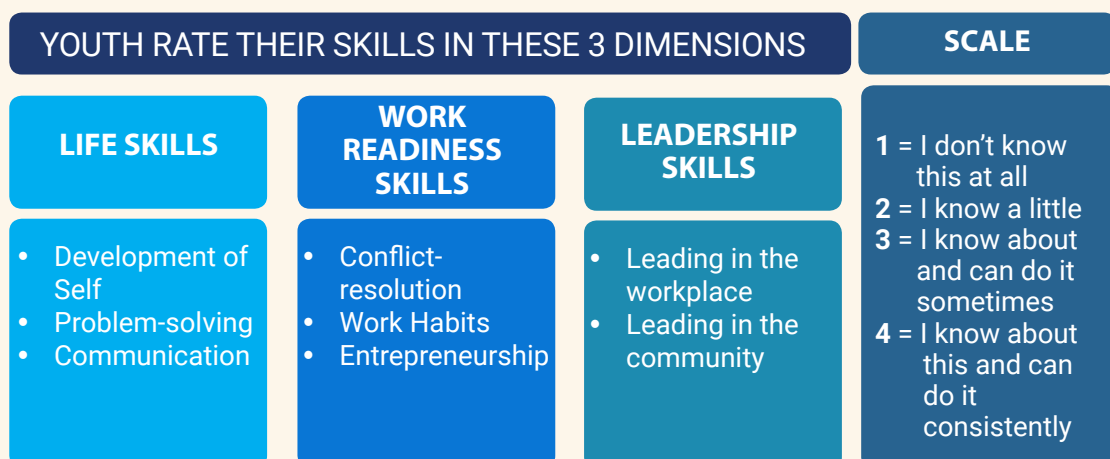 YOUTH RATE THEIR SKILLS IN THESE 3 DIMENSIONS
SCALE
LIFE SKILLS
• Development of
Self
• Problem-solving
• Communication
WORK
READINESS
SKILLS
• Conflict-
resolution
• Work Habits
• Entrepreneurship
LEADERSHIP
SKILLS
• Leading in the
workplace
• Leading in the
community
1 = I don’t know
this at all
2 = I know a little
3 = I know about
and can do it
sometimes
4 = I know about
this and can
do it
consistently